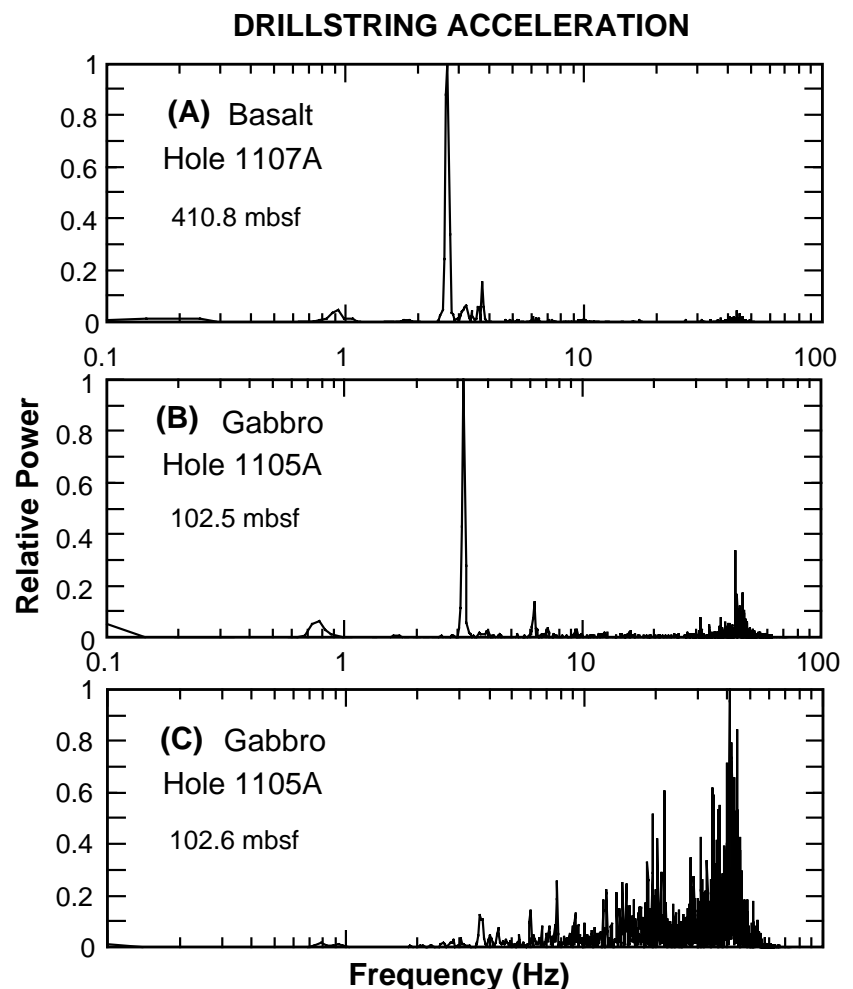 DRILLSTRING ACCELERATION
1
0.8
0.6
0.4
0.2
0
(A) Basalt
Hole 1107A
410.8 mbsf
0.1 1 10 100
1
0.8
0.6
0.4
0.2
0
(B) Gabbro
Hole 1105A
102.5 mbsf
0.1 1 10 100
Relative Power
1
0.8
0.6
0.4
0.2
0
(C) Gabbro
Hole 1105A
102.6 mbsf
Frequency (Hz)